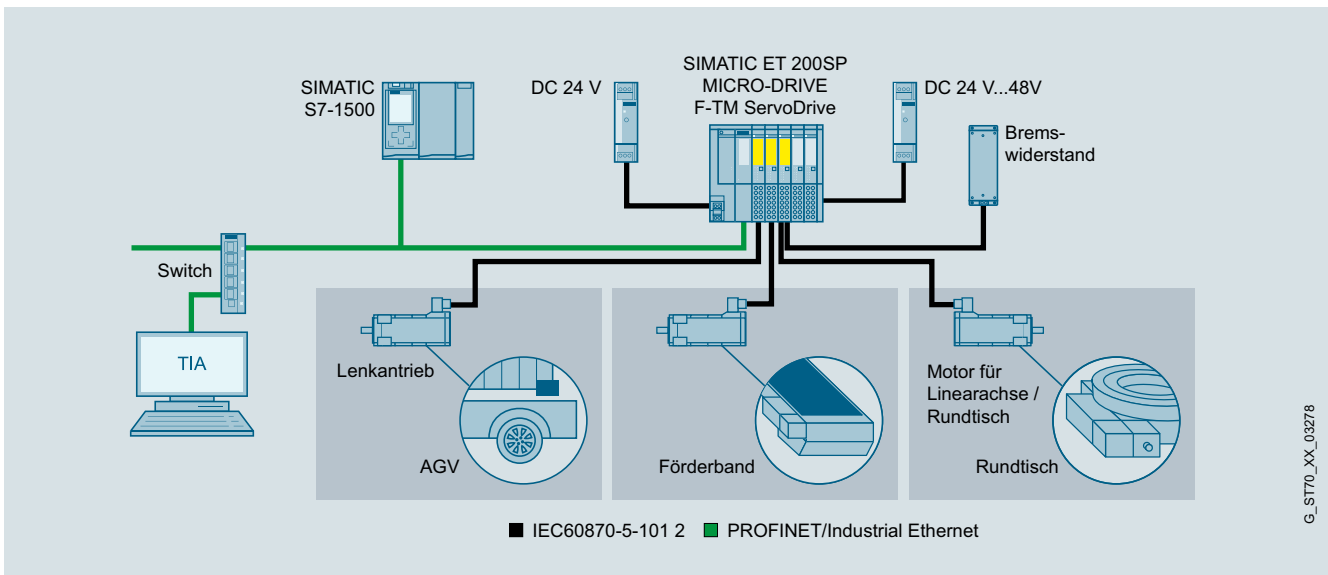 SIMATIC
S7-1500
DC 24 V
SIMATIC ET 200SP
MICRO-DRIVE
F-TM ServoDrive
DC 24 V...48V
Brems-
widerstand
Switch
TIA
Lenkantrieb
AGV
Förderband
Motor für
Linearachse /
Rundtisch
Rundtisch
IEC60870-5-101 2
PROFINET/Industrial Ethernet
G_ST70_XX_03278